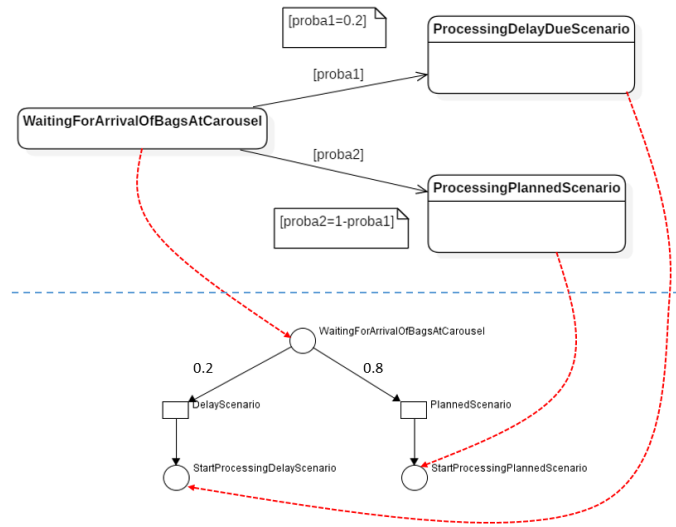 [proba1=0.2]
ProcessingDelayDueScenario
[proba1]
WaitingForArrivalOfBagsAtCarousel
[proba2]
ProcessingPlannedScenario
[proba2=1-proba1]
WaitingForArrivalOfBagsAtCarousel
0.2
0.8
DelayScenario
PlannedScenario
StartProcessingDelayScenario
StartProcessingPlannedScenario